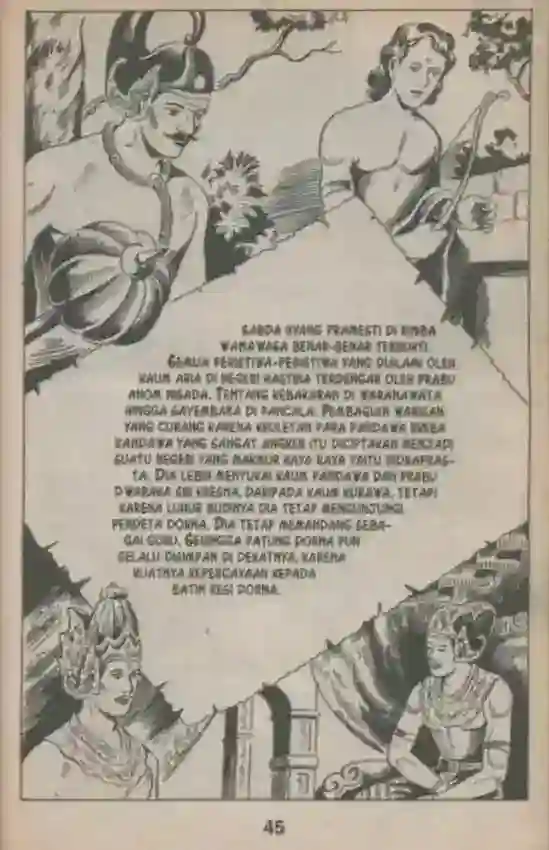 SABDA HYANG PRAMESTI DI RIMBA
WANAWASA BENAR-BENAR TERBUKTI.
SEMUA PERISTIWA-PERISTIWA YANG DIALAMI OLEH
KAUM ARIA DI NEGERI HASTINA TERDENGAR OLEH PRABU
ANOM NISADA. TENTANG KEBAKARAN DI WARANAWATA
HINGGA SAYEMBARA DI PANCALA. PEMBAGIAN WARISAN
YANG CURANG KARENA KEULETAN PARA PANDAWA RIMBA
KANDAWA YANG SANGAT ANGKER ITU DICIPTAKAN MENJADI
SUATU NEGERI YANG MAKMUR KAYA RAYA YAITU INDRAPRAS-
TA. DIA LEBIH MENYUKAI KAUM PANDAWA DAN PRABU
DWARAKA SRI KRESNA, DARIPADA KAUM KURAWA, TETAPI
KARENA LUHUR BUDINYA DIA TETAP MENGUNJUNGI
PENDETA DORNA. DIA TETAP MEMANDANG SEBA-
GAI GURU, SEHINGGA PATUNG DORNA PUN
SELALU DISIMPAN DI DEKATNYA, KARENA
KUATNYA KEPERCAYAAN KEPADA
BATIN RESI DORNA.
45